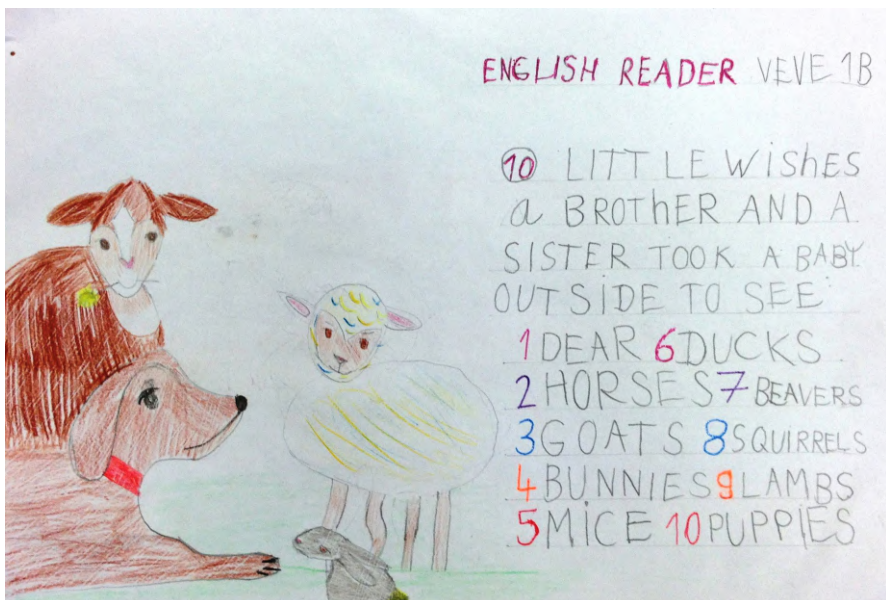 ENGLISH READER VEVE 1B
10 LITTLE WiSHES
a BROThER AND A
SISTER TOOK A BABY
OUTSiDE TO SEE
1 DEAR 6 DUCKS
2 HORSES 7 BEAVERS
3 GOATS 8 SQUIRRELS
4 BUNNIES 9 LAMBS
5 MICE 10 PUPPIES